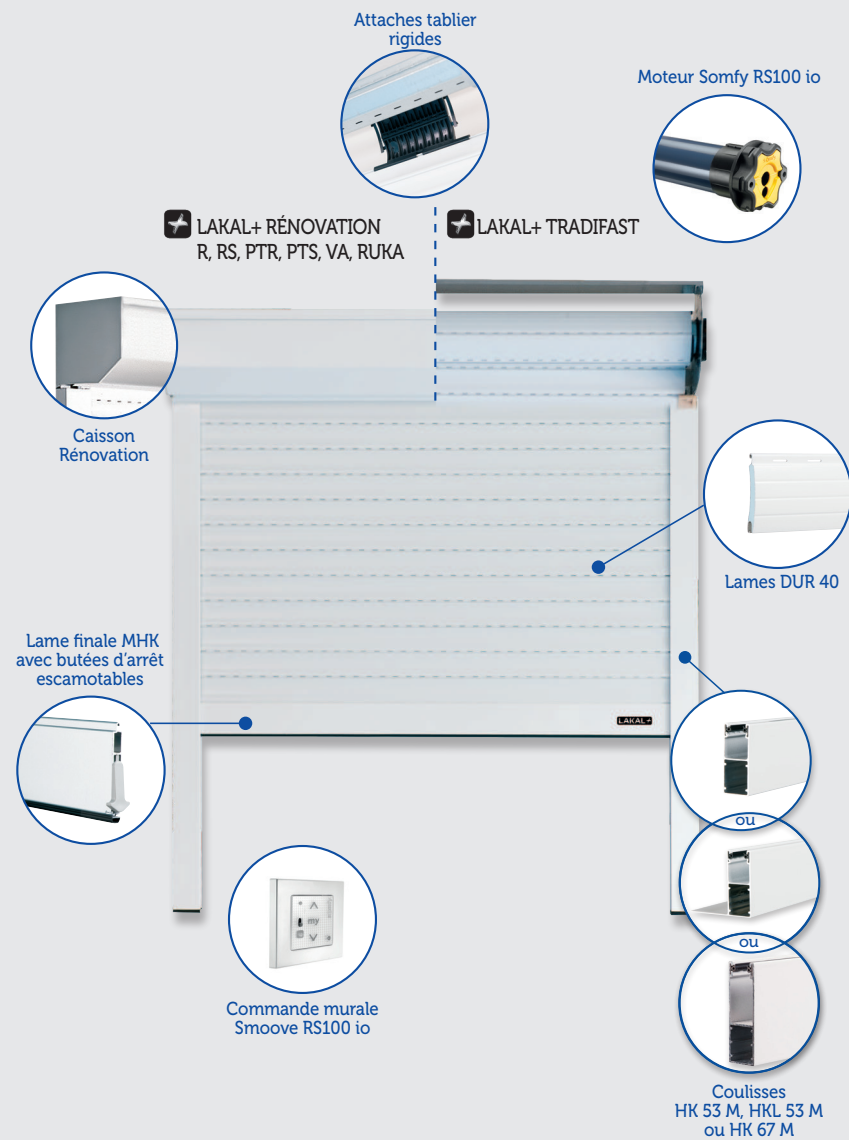 Attaches tablier
rigides
Moteur Somfy RS100 io
LAKAL+ RÉNOVATION
R, RS, PTR, PTS, VA, RUKA
LAKAL+ TRADIFAST
Caisson
Rénovation
Lames DUR 40
Lame finale MHK
avec butées d’arrêt
escamotables
LAKAL+
ou
ou
my
Commande murale
Smoove RS100 io
Coulisses
HK 53 M, HKL 53 M
ou HK 67 M